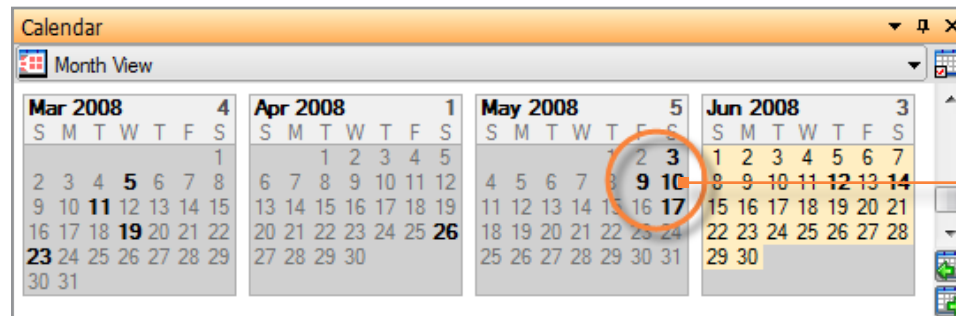 Calendar
Month View
Mar 2008 4
S M T W T F S
1
2 3 4 5 6 7 8
9 10 11 12 13 14 15
16 17 18 19 20 21 22
23 24 25 26 27 28 29
30 31
Apr 2008 1
S M T W T F S
1 2 3 4 5
6 7 8 9 10 11 12
13 14 15 16 17 18 19
20 21 22 23 24 25 26
27 28 29 30
May 2008 5
S M T W T F S
1 2 3
4 5 6 7 8 9 10
11 12 13 14 15 16 17
18 19 20 21 22 23 24
25 26 27 28 29 30 31
Jun 2008 3
S M T W T F S
1 2 3 4 5 6 7
8 9 10 11 12 13 14
15 16 17 18 19 20 21
22 23 24 25 26 27 28
29 30